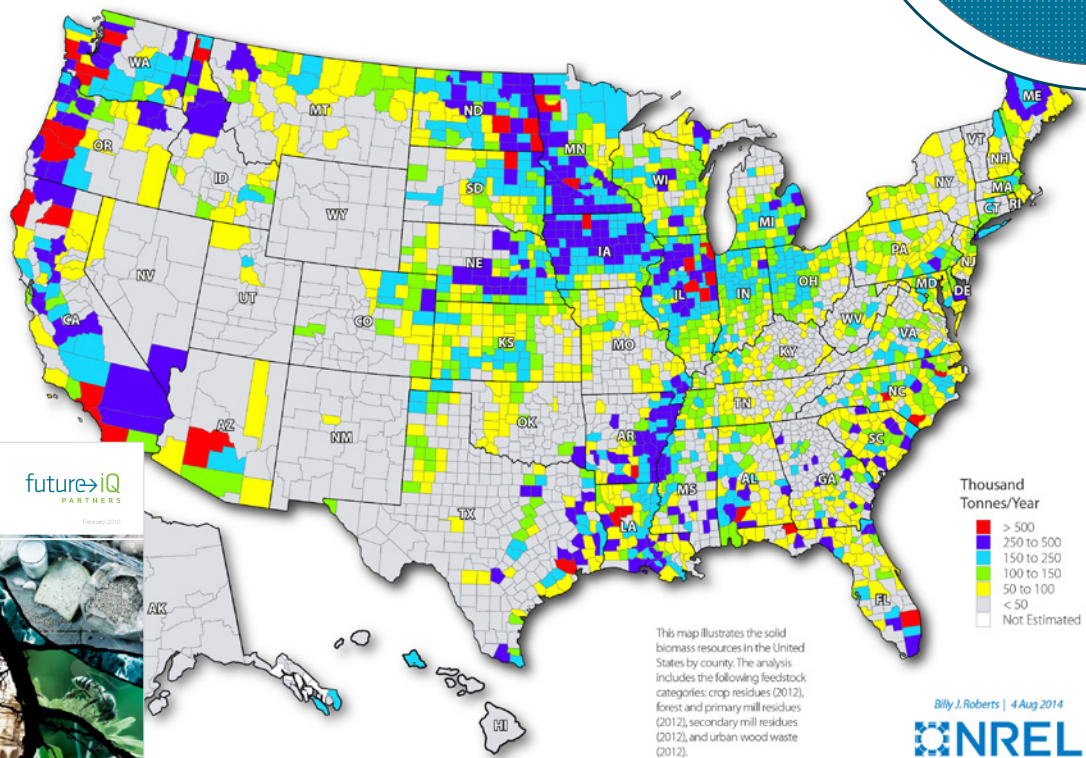 WA
MT
ND
ME
OR
ID
SD
MN
WI
MI
VT
NH
NY
MA
CT
RI
WY
NE
IA
PA
NJ
NV
UT
CO
IL
IN
OH
MD
DE
WV
VA
CA
KS
MO
KY
AZ
NM
OK
AR
TN
NC
SC
TX
LA
MS
AL
GA
FL
AK
HI
future→iQ
PARTNERS
February 2018
Thousand
Tonnes/Year
> 500
250 to 500
150 to 250
100 to 150
50 to 100
< 50
Not Estimated
This map illustrates the solid
biomass resources in the United
States by county. The analysis
includes the following feedstock
categories: crop residues (2012),
forest and primary mill residues
(2012), secondary mill residues
(2012), and urban wood waste
(2012).
Billy J. Roberts | 4 Aug 2014
NREL